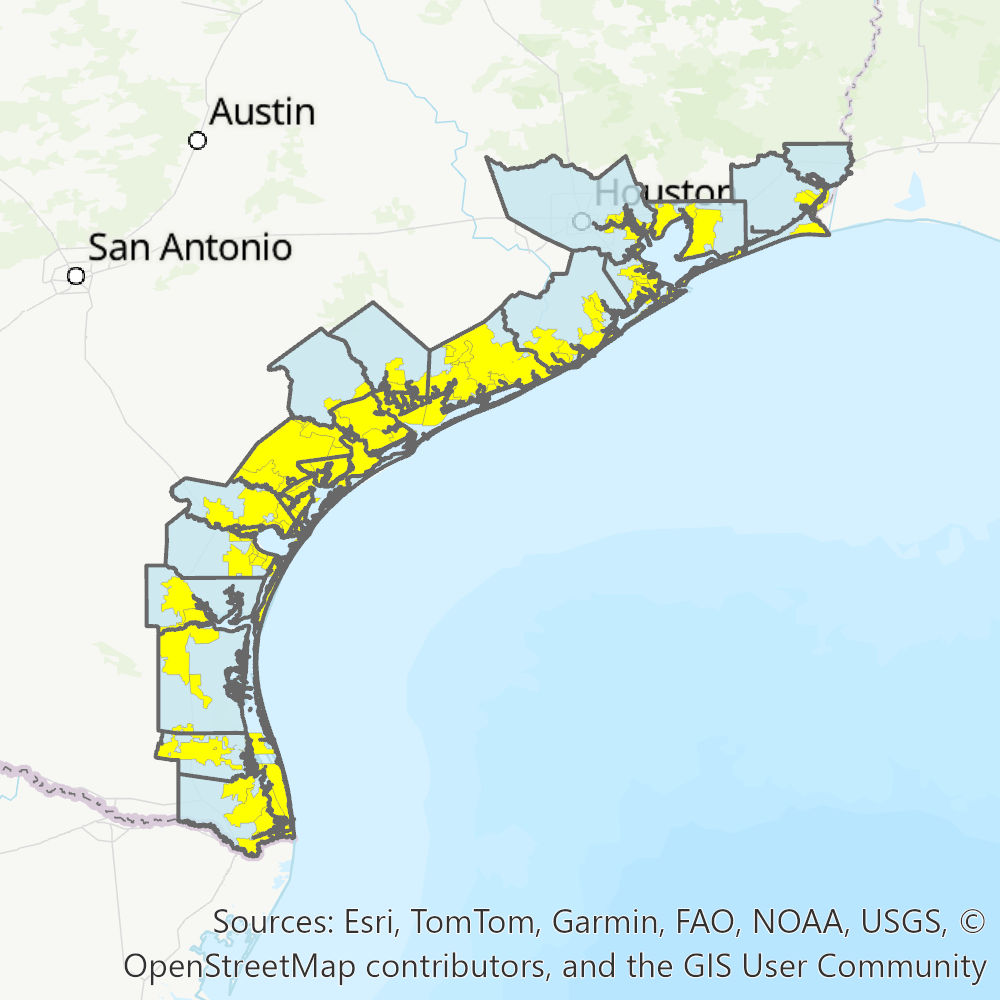 Austin
Houston
San Antonio
Sources: Esri, TomTom, Garmin, FAO, NOAA, USGS, ©
OpenStreetMap contributors, and the GIS User Community